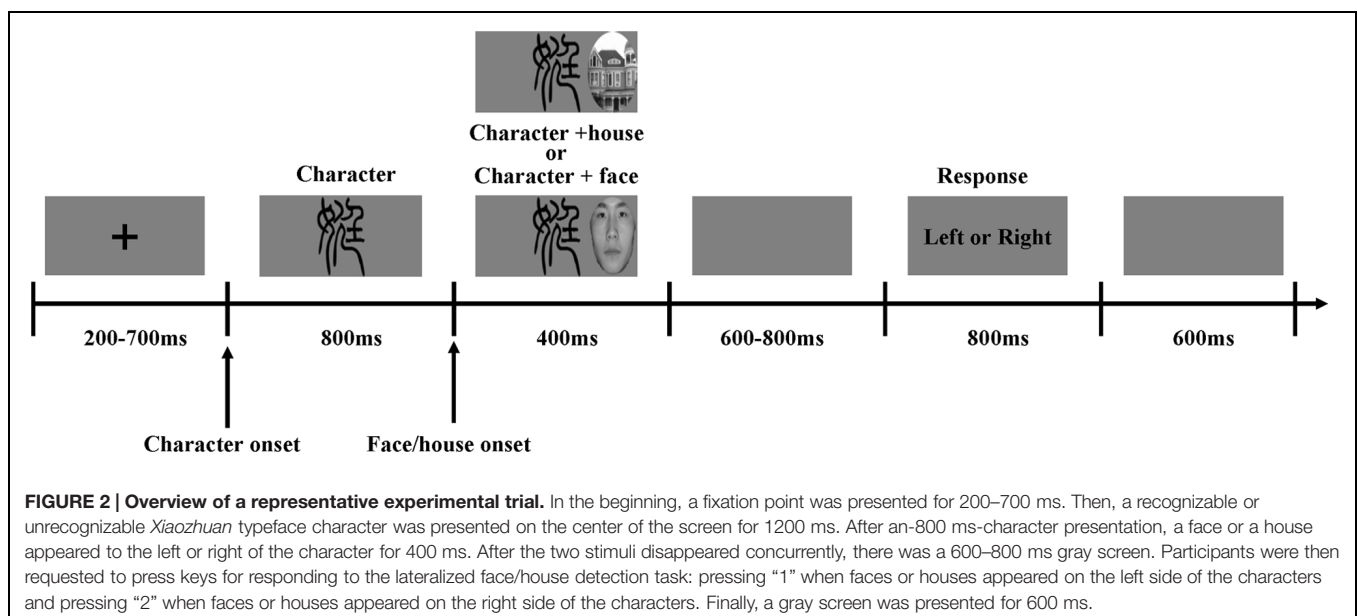 Character +house
or
Character + face
Character
Response
+
Left or Right
200-700ms
800ms
400ms
600-800ms
800ms
600ms
Character onset
Face/house onset
FIGURE 2 | Overview of a representative experimental trial. In the beginning, a fixation point was presented for 200–700 ms. Then, a recognizable or
unrecognizable Xiaozhuan typeface character was presented on the center of the screen for 1200 ms. After an-800 ms-character presentation, a face or a house
appeared to the left or right of the character for 400 ms. After the two stimuli disappeared concurrently, there was a 600–800 ms gray screen. Participants were then
requested to press keys for responding to the lateralized face/house detection task: pressing “1” when faces or houses appeared on the left side of the characters
and pressing “2” when faces or houses appeared on the right side of the characters. Finally, a gray screen was presented for 600 ms.